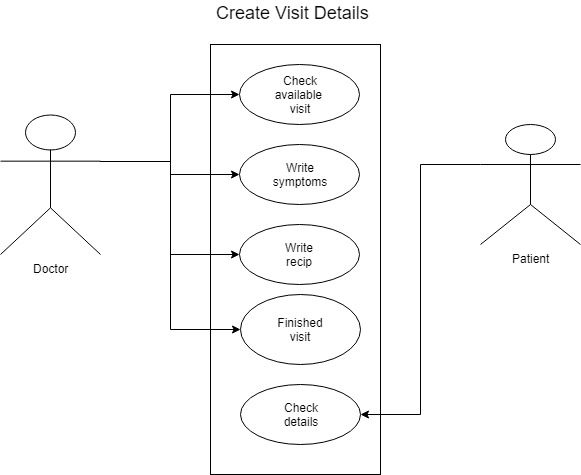 Create Visit Details
Check
available
visit
Write
symptoms
Write
recip
Finished
visit
Check
details
Doctor
Patient